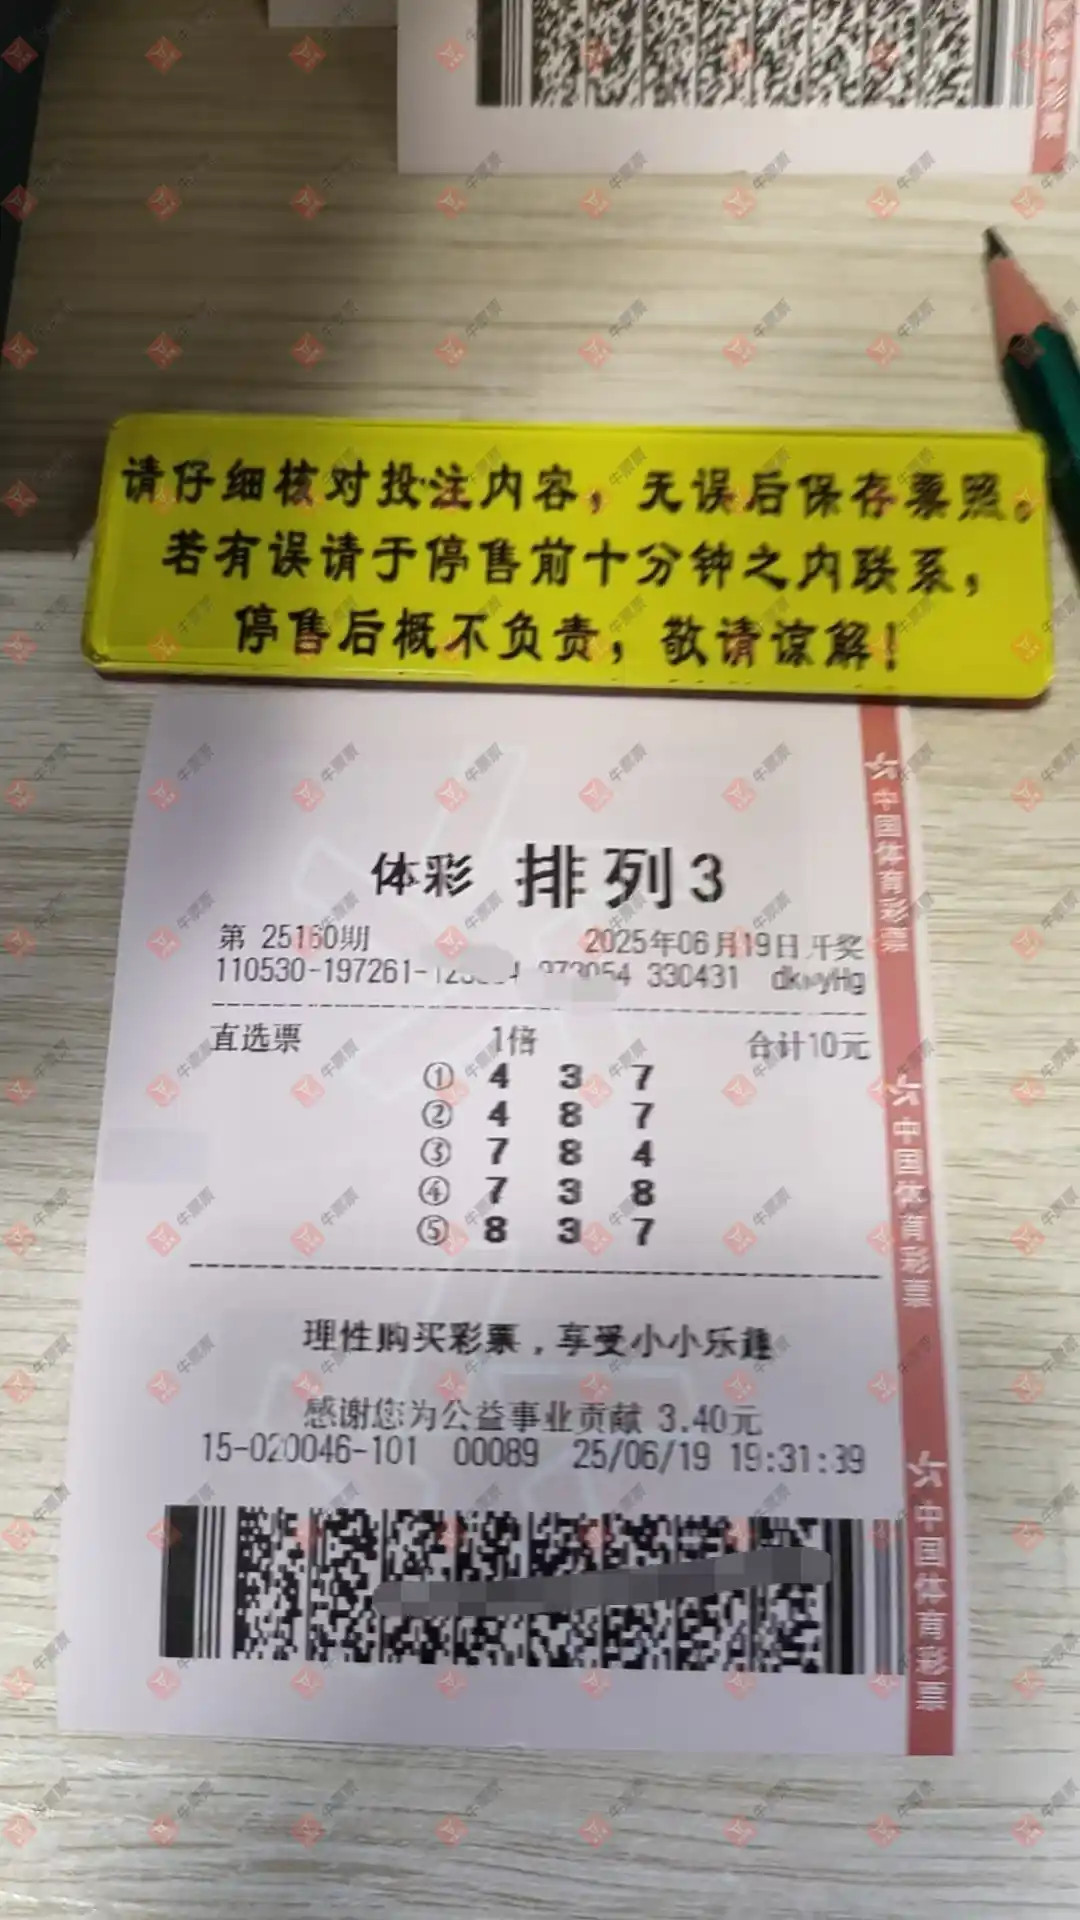 请仔细核对投注内容，无误后保存票照。
若有误请于停售前十分钟之内联系，
停售后概不负责，敬请谅解！
体彩 排列3
第 25160期 2025年06月19日开奖
110530-197261- 330431
直选票 1倍 合计10元
① 4 3 7
② 4 8 7
③ 7 8 4
④ 7 3 8
⑤ 8 3 7
理性购买彩票，享受小小乐趣
感谢您为公益事业贡献 3.40元
15-020046-101 00089 25/06/19 19:31:39
中国体育彩票
中国体育彩票
中国体育彩票
牛票票